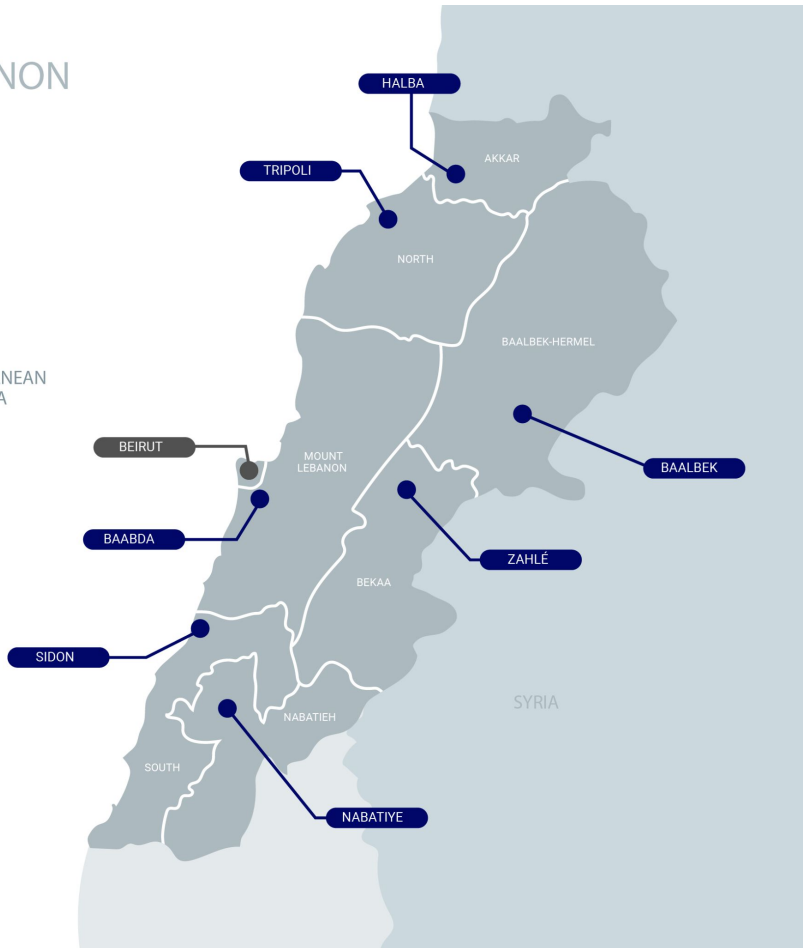 NON
HALBA
AKKAR
TRIPOLI
NORTH
BAALBEK-HERMEL
NEAN
A
BEIRUT
MOUNT
LEBANON
BAALBEK
BAABDA
ZAHLÉ
BEKAA
SIDON
SYRIA
NABATIEH
SOUTH
NABATIYE